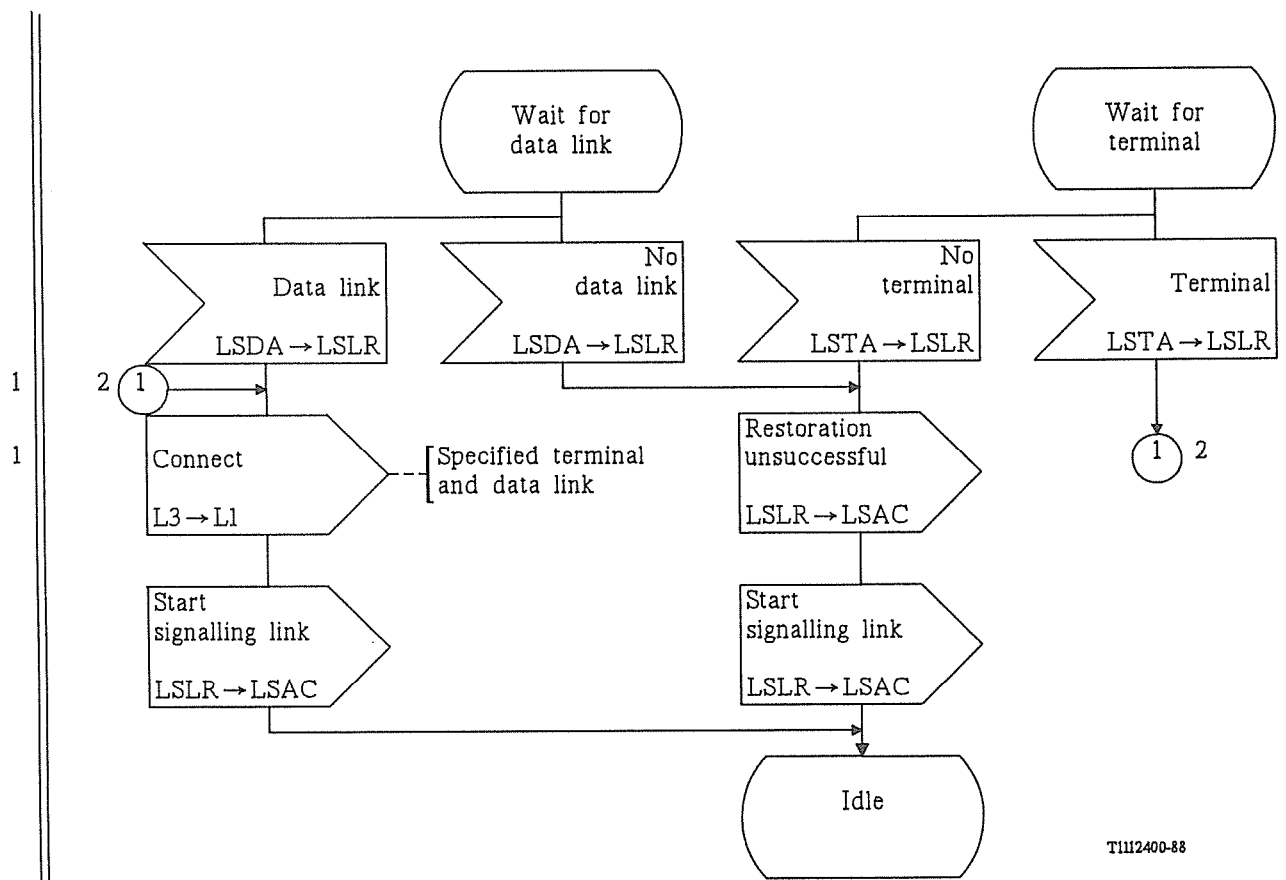 Wait for
data link
Wait for
terminal
Data link
LSDA→LSLR
No
data link
LSDA→LSLR
No
terminal
LSTA→LSLR
Terminal
LSTA→LSLR
1
2
1
1
Connect
L3→L1
Specified terminal
and data link
Restoration
unsuccessful
LSLR→LSAC
1
2
Start
signalling link
LSLR→LSAC
Start
signalling link
LSLR→LSAC
Idle
T1112400-88